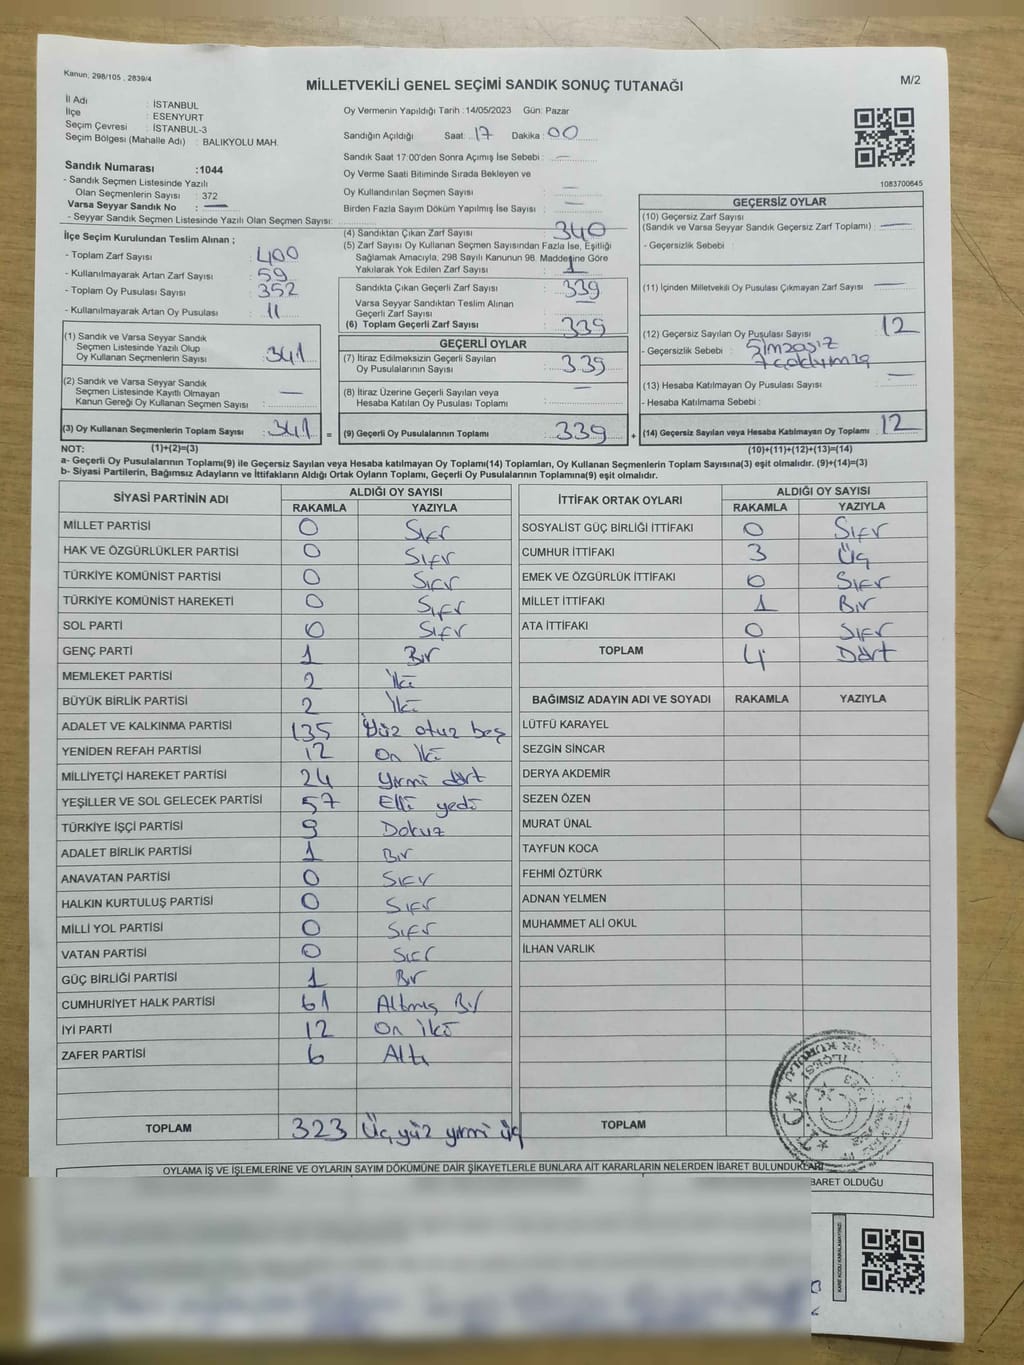 Kanun, 298/105 , 2839/4
MİLLETVEKİLİ GENEL SEÇİMİ SANDIK SONUÇ TUTANAĞI
M/2
İl Adı : İSTANBUL
İlçe : ESENYURT
Seçim Çevresi : İSTANBUL-3
Seçim Bölgesi (Mahalle Adı) : BALIKYOLU MAH.
Sandık Numarası :1044
- Sandık Seçmen Listesinde Yazılı
Olan Seçmenlerin Sayısı : 372
Varsa Seyyar Sandık No : —
- Seyyar Sandık Seçmen Listesinde Yazılı Olan Seçmen Sayısı:
Oy Vermenin Yapıldığı Tarih :14/05/2023 Gün: Pazar
Sandığın Açıldığı Saat: 17 Dakika : 00
Sandık Saat 17:00'den Sonra Açımış İse Sebebi : —
Oy Verme Saati Bitiminde Sırada Bekleyen ve
Oy Kullandırılan Seçmen Sayısı : —
Birden Fazla Sayım Döküm Yapılmış İse Sayısı : —
1083700645
İlçe Seçim Kurulundan Teslim Alınan ;
- Toplam Zarf Sayısı : 400
- Kullanılmayarak Artan Zarf Sayısı : 59
- Toplam Oy Pusulası Sayısı : 352
- Kullanılmayarak Artan Oy Pusulası : 11
(1) Sandık ve Varsa Seyyar Sandık
Seçmen Listesinde Yazılı Olup
Oy Kullanan Seçmenlerin Sayısı : 341
(2) Sandık ve Varsa Seyyar Sandık
Seçmen Listesinde Kayıtlı Olmayan
Kanun Gereği Oy Kullanan Seçmen Sayısı : —
(3) Oy Kullanan Seçmenlerin Toplam Sayısı : 341 =
(4) Sandıktan Çıkan Zarf Sayısı : 340
(5) Zarf Sayısı Oy Kullanan Seçmen Sayısından Fazla İse, Eşitliği
Sağlamak Amacıyla, 298 Sayılı Kanunun 98. Maddesine Göre
Yakılarak Yok Edilen Zarf Sayısı : 1
Sandıkta Çıkan Geçerli Zarf Sayısı : 339
Varsa Seyyar Sandıktan Teslim Alınan
Geçerli Zarf Sayısı : —
(6) Toplam Geçerli Zarf Sayısı : 339
GEÇERLİ OYLAR
(7) İtiraz Edilmeksizin Geçerli Sayılan
Oy Pusulalarının Sayısı : 339
(8) İtiraz Üzerine Geçerli Sayılan veya
Hesaba Katılan Oy Pusulası Toplamı : —
(9) Geçerli Oy Pusulalarının Toplamı : 339 +
GEÇERSİZ OYLAR
(10) Geçersiz Zarf Sayısı
(Sandık ve Varsa Seyyar Sandık Geçersiz Zarf Toplamı) : —
- Geçersizlik Sebebi :
(11) İçinden Milletvekili Oy Pusulası Çıkmayan Zarf Sayısı : —
(12) Geçersiz Sayılan Oy Pusulası Sayısı : 12
- Geçersizlik Sebebi :
(13) Hesaba Katılmayan Oy Pusulası Sayısı : —
- Hesaba Katılmama Sebebi :
(14) Geçersiz Sayılan veya Hesaba Katılmayan Oy Toplamı : 12
NOT: (1)+(2)=(3) (10)+(11)+(12)+(13)=(14)
a- Geçerli Oy Pusulalarının Toplamı(9) ile Geçersiz Sayılan veya Hesaba katılmayan Oy Toplamı(14) Toplamları, Oy Kullanan Seçmenlerin Toplam Sayısına(3) eşit olmalıdır. (9)+(14)=(3)
b- Siyasi Partilerin, Bağımsız Adayların ve İttifakların Aldığı Ortak Oyların Toplamı, Geçerli Oy Pusulalarının Toplamına(9) eşit olmalıdır.
SİYASİ PARTİNİN ADI ALDIĞI OY SAYISI
RAKAMLA YAZIYLA
MİLLET PARTİSİ 0 Sıfır
HAK VE ÖZGÜRLÜKLER PARTİSİ 0 Sıfır
TÜRKİYE KOMÜNİST PARTİSİ 0 Sıfır
TÜRKİYE KOMÜNİST HAREKETİ 0 Sıfır
SOL PARTİ 0 Sıfır
GENÇ PARTİ 1 Bir
MEMLEKET PARTİSİ 2 İki
BÜYÜK BİRLİK PARTİSİ 2 İki
ADALET VE KALKINMA PARTİSİ 135 Yüz otuz beş
YENİDEN REFAH PARTİSİ 12 On İki
MİLLİYETÇİ HAREKET PARTİSİ 24 Yirmi dört
YEŞİLLER VE SOL GELECEK PARTİSİ 57 Elli yedi
TÜRKİYE İŞÇİ PARTİSİ 9 Dokuz
ADALET BİRLİK PARTİSİ 1 Bir
ANAVATAN PARTİSİ 0 Sıfır
HALKIN KURTULUŞ PARTİSİ 0 Sıfır
MİLLİ YOL PARTİSİ 0 Sıfır
VATAN PARTİSİ 0 Sıfır
GÜÇ BİRLİĞİ PARTİSİ 1 Bir
CUMHURİYET HALK PARTİSİ 61 Altmış Bir
İYİ PARTİ 12 On İki
ZAFER PARTİSİ 6 Altı
TOPLAM 323 Üç yüz yirmi üç
İTTİFAK ORTAK OYLARI ALDIĞI OY SAYISI
RAKAMLA YAZIYLA
SOSYALİST GÜÇ BİRLİĞİ İTTİFAKI 0 Sıfır
CUMHUR İTTİFAKI 3 Üç
EMEK VE ÖZGÜRLÜK İTTİFAKI 0 Sıfır
MİLLET İTTİFAKI 1 Bir
ATA İTTİFAKI 0 Sıfır
TOPLAM 4 Dört
BAĞIMSIZ ADAYIN ADI VE SOYADI RAKAMLA YAZIYLA
LÜTFÜ KARAYEL
SEZGİN SİNCAR
DERYA AKDEMİR
SEZEN ÖZEN
MURAT ÜNAL
TAYFUN KOCA
FEHMİ ÖZTÜRK
ADNAN YELMEN
MUHAMMET ALİ OKUL
İLHAN VARLIK
TOPLAM
OYLAMA İŞ VE İŞLEMLERİNE VE OYLARIN SAYIM DÖKÜMÜNE DAİR ŞİKAYETLERLE BUNLARA AİT KARARLARIN NELERDEN İBARET BULUNDUKLARI
BARET OLDUĞU